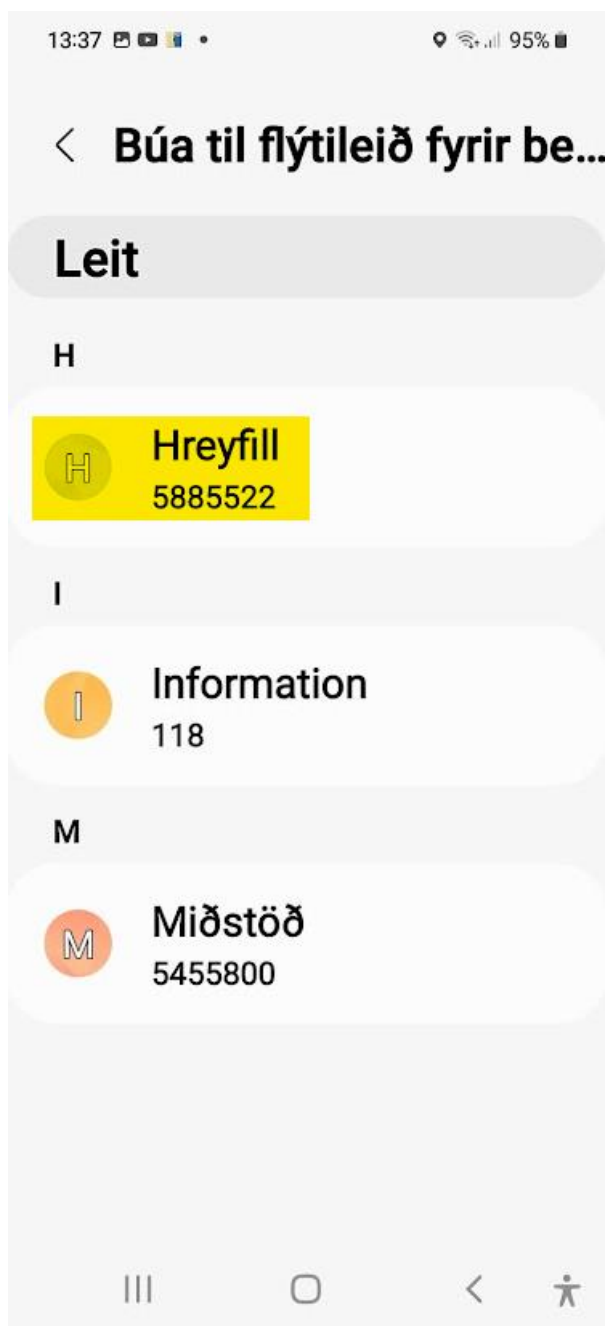 13:37 95%
Búa til flýtileið fyrir be...
Leit
H
H Hreyfill
5885522
I
I Information
118
M
M Miðstöð
5455800